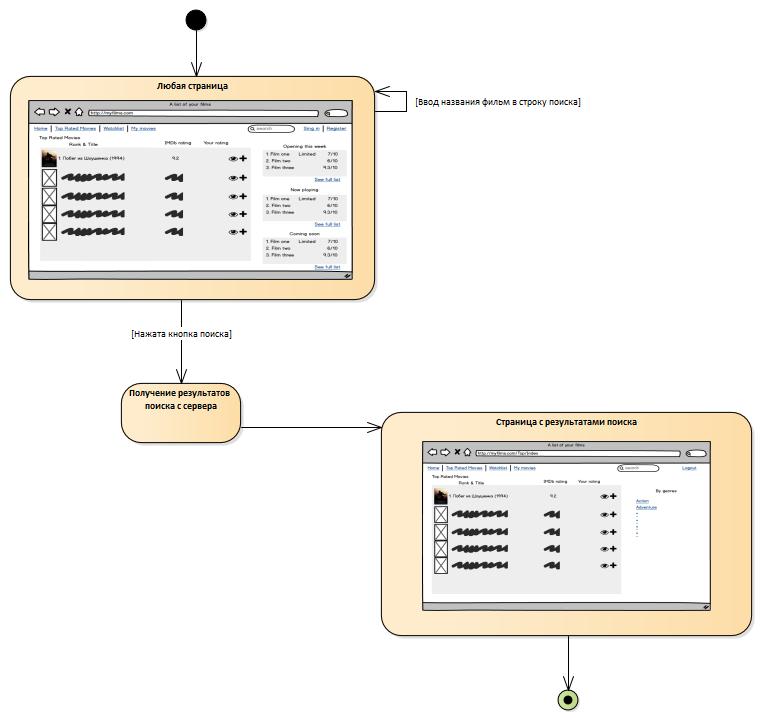 Любая страница
A list of your films
http://myfilms.com
Home | Top Rated Movies | Watchlist | My movies
search
Sing in | Register
Top Rated Movies
Rank & Title
IMDb rating
Your rating
1. Побег из Шоушенка (1994)
9.2
Opening this week
1. Film one Limited 7/10
2. Film two 6/10
3. Film three 9.3/10
See full list
Now playing
1. Film one Limited 7/10
2. Film two 6/10
3. Film three 9.3/10
See full list
Coming soon
1. Film one Limited 7/10
2. Film two 6/10
3. Film three 9.3/10
See full list
[Ввод названия фильм в строку поиска]
[Нажата кнопка поиска]
Получение результатов
поиска с сервера
Страница с результатами поиска
A list of your films
http://myfilms.com/Top/Index
Home | Top Rated Movies | Watchlist | My movies
search
Logout
Top Rated Movies
Rank & Title
IMDb rating
Your rating
1. Побег из Шоушенка (1994)
9.2
By genres
Action
Adventure